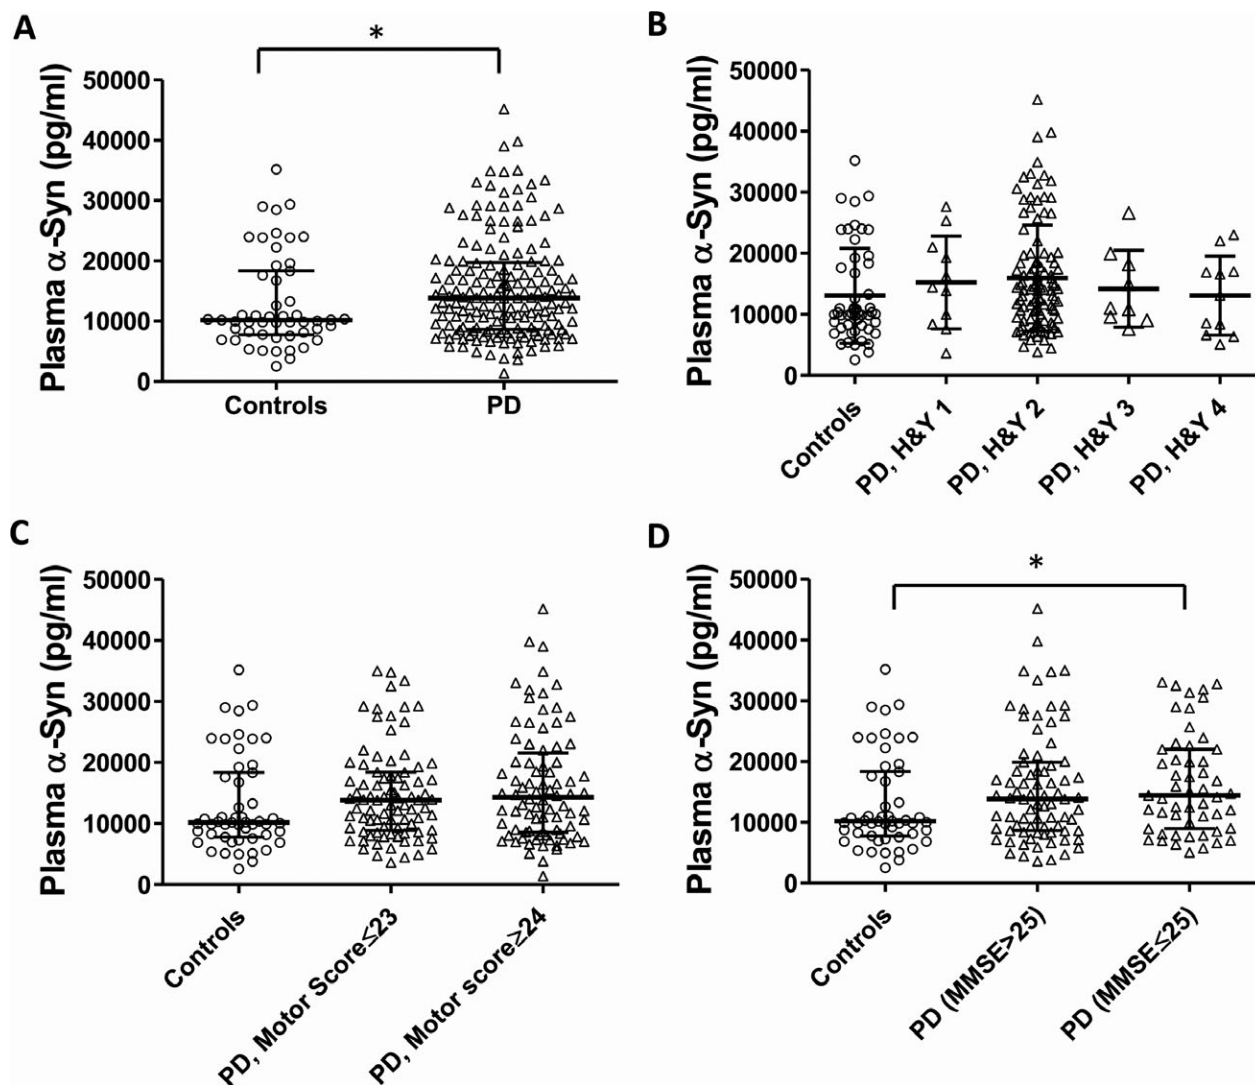 A
*
Plasma α-Syn (pg/ml)
50000
40000
30000
20000
10000
0
Controls
PD
B
Plasma α-Syn (pg/ml)
50000
40000
30000
20000
10000
0
Controls
PD, H&Y 1
PD, H&Y 2
PD, H&Y 3
PD, H&Y 4
C
Plasma α-Syn (pg/ml)
50000
40000
30000
20000
10000
0
Controls
PD, Motor Score≤23
PD, Motor score≥24
D
*
Plasma α-Syn (pg/ml)
50000
40000
30000
20000
10000
0
Controls
PD (MMSE>25)
PD (MMSE≤25)